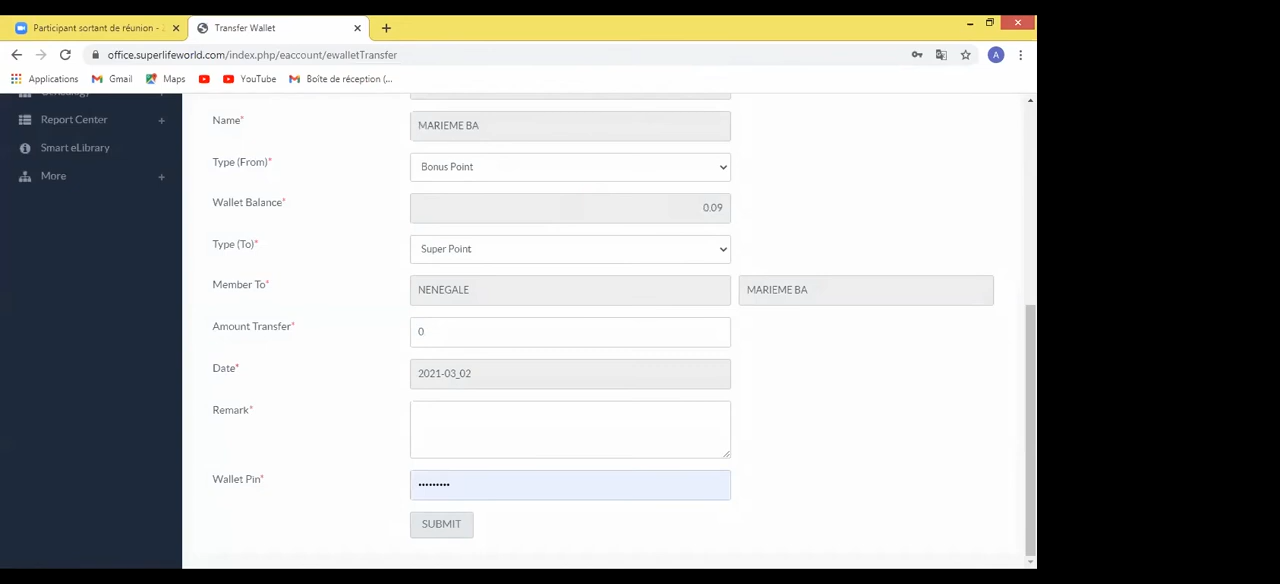 Participant sortant de réunion -
Transfer Wallet
office.superlifeworld.com/index.php/eaccount/ewalletTransfer
A
Applications
Gmail
Maps
YouTube
Boîte de réception (...
Genealogy
Report Center
Smart eLibrary
More
Name*
MARIEME BA
Type (From)*
Bonus Point
Wallet Balance*
0.09
Type (To)*
Super Point
Member To*
NENEGALE
MARIEME BA
Amount Transfer*
0
Date*
2021-03_02
Remark*
Wallet Pin*
•••••••••
SUBMIT